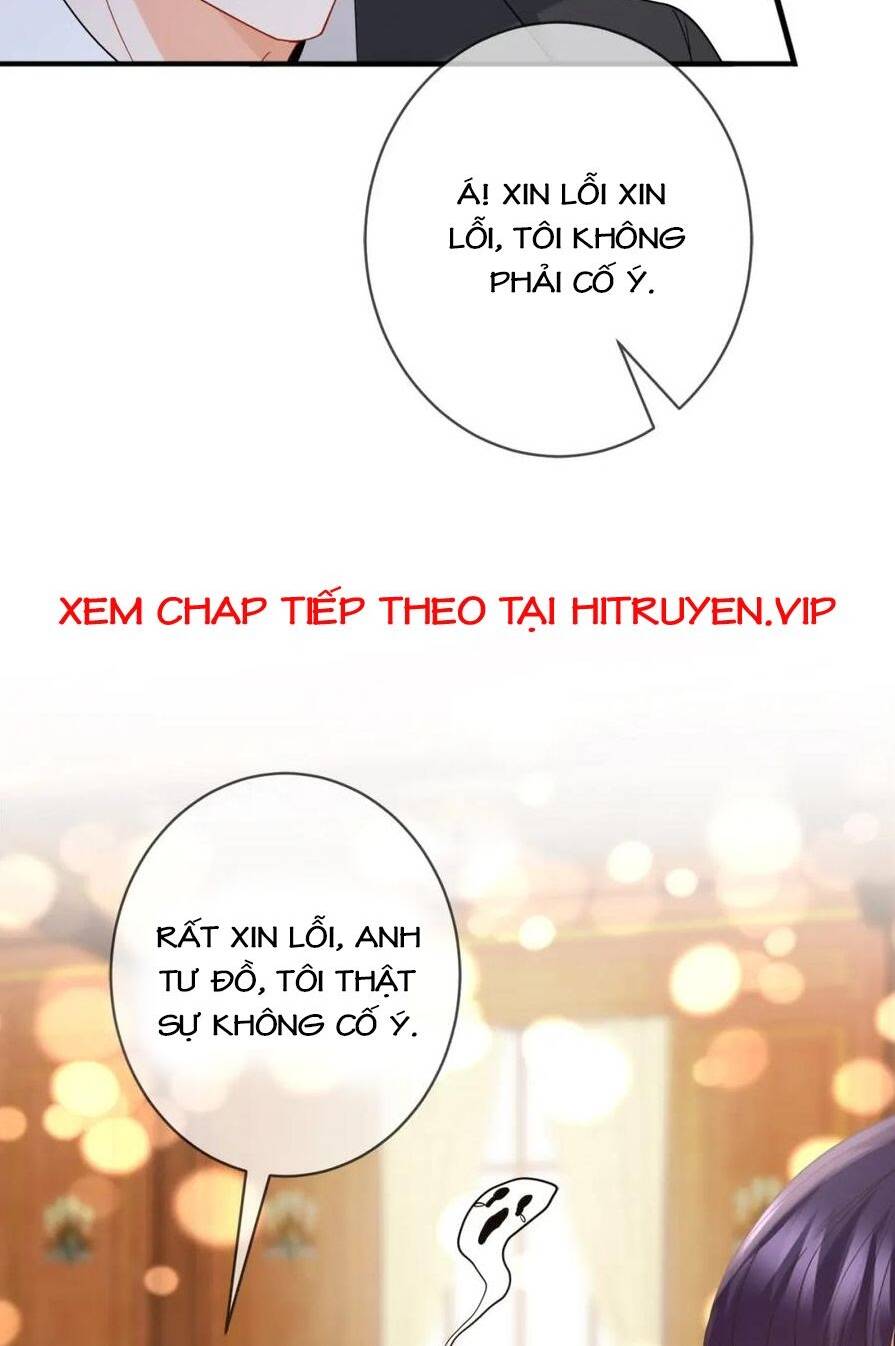 Á! XIN LỖI XIN
LỖI, TÔI KHÔNG
PHẢI CỐ Ý.
XEM CHAP TIẾP THEO TẠI HITRUYEN.VIP
RẤT XIN LỖI, ANH
TƯ ĐỒ, TÔI THẬT
SỰ KHÔNG CỐ Ý.